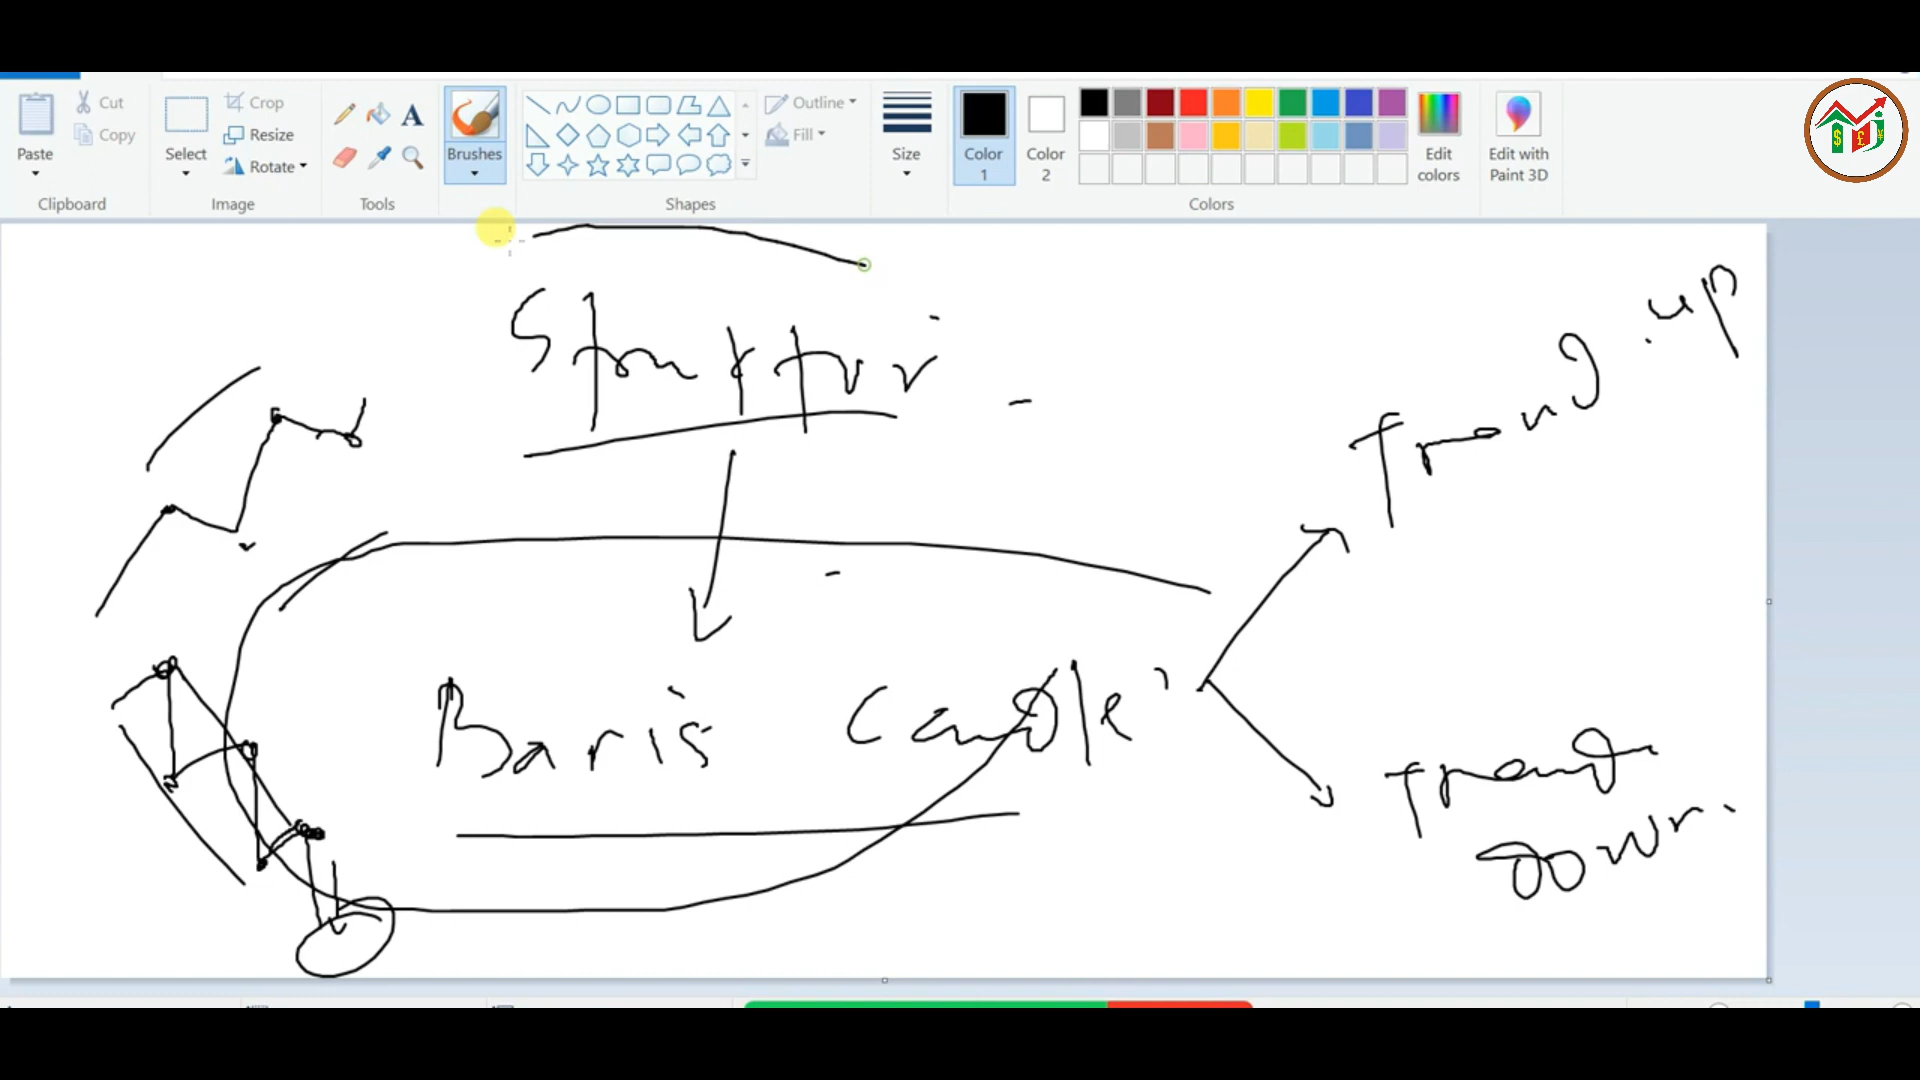 Cut
Copy
Paste
Clipboard
Select
Crop
Resize
Rotate
Image
A
Tools
Brushes
Outline
Fill
Shapes
Size
Color
1
Color
2
Edit
colors
Edit with
Paint 3D
Colors
Trend up
Baris Candle
Trend
down